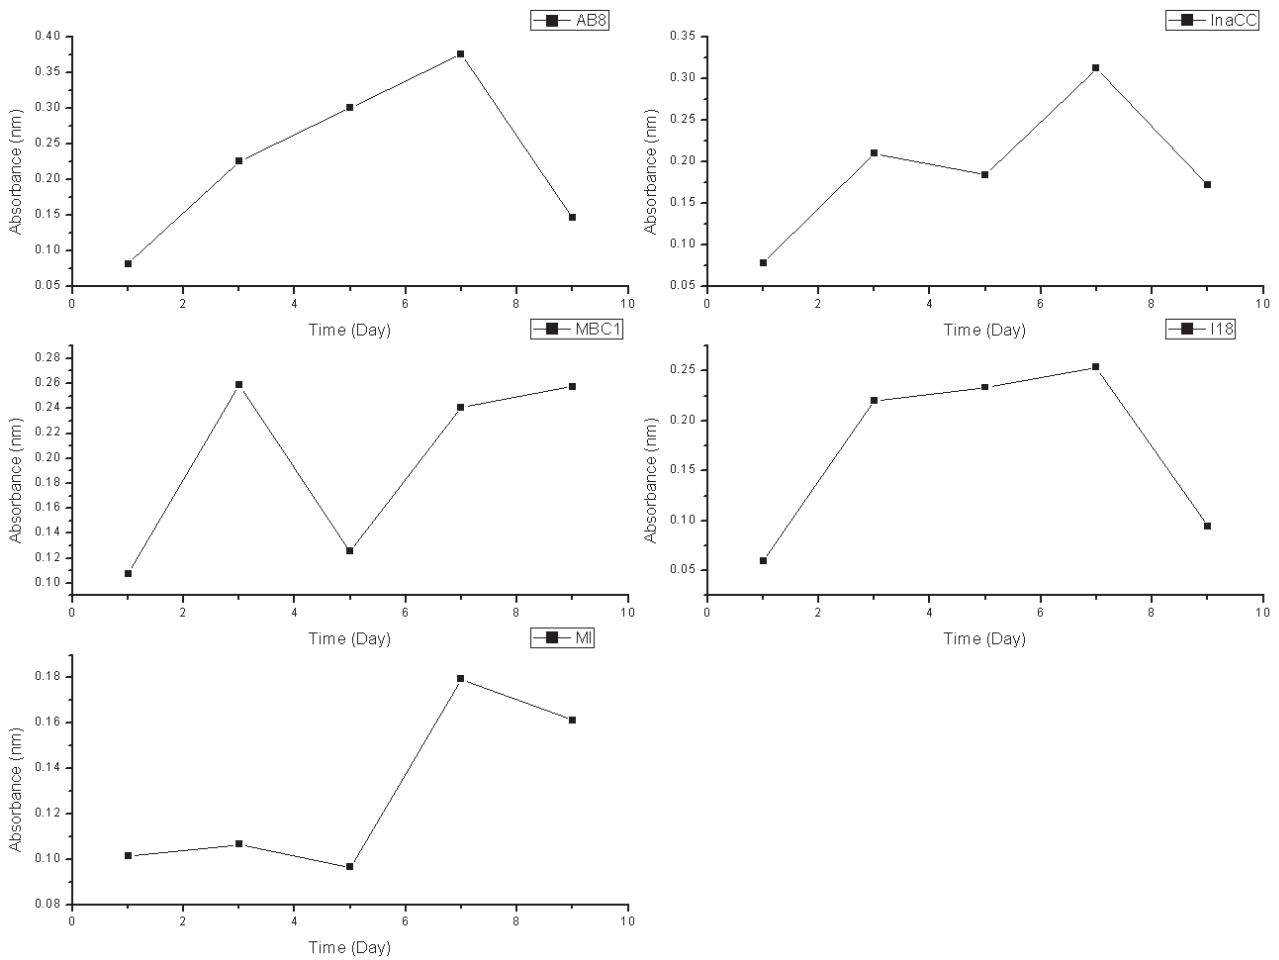 AB8
0.40
0.35
0.30
0.25
0.20
0.15
0.10
0.05
Absorbance (nm)
0 2 4 6 8 10
Time (Day)
InaCC
0.35
0.30
0.25
0.20
0.15
0.10
0.05
Absorbance (nm)
0 2 4 6 8 10
Time (Day)
MBC1
0.28
0.26
0.24
0.22
0.20
0.18
0.16
0.14
0.12
0.10
Absorbance (nm)
0 2 4 6 8 10
Time (Day)
I18
0.25
0.20
0.15
0.10
0.05
Absorbance (nm)
0 2 4 6 8 10
Time (Day)
MI
0.18
0.16
0.14
0.12
0.10
0.08
Absorbance (nm)
0 2 4 6 8 10
Time (Day)